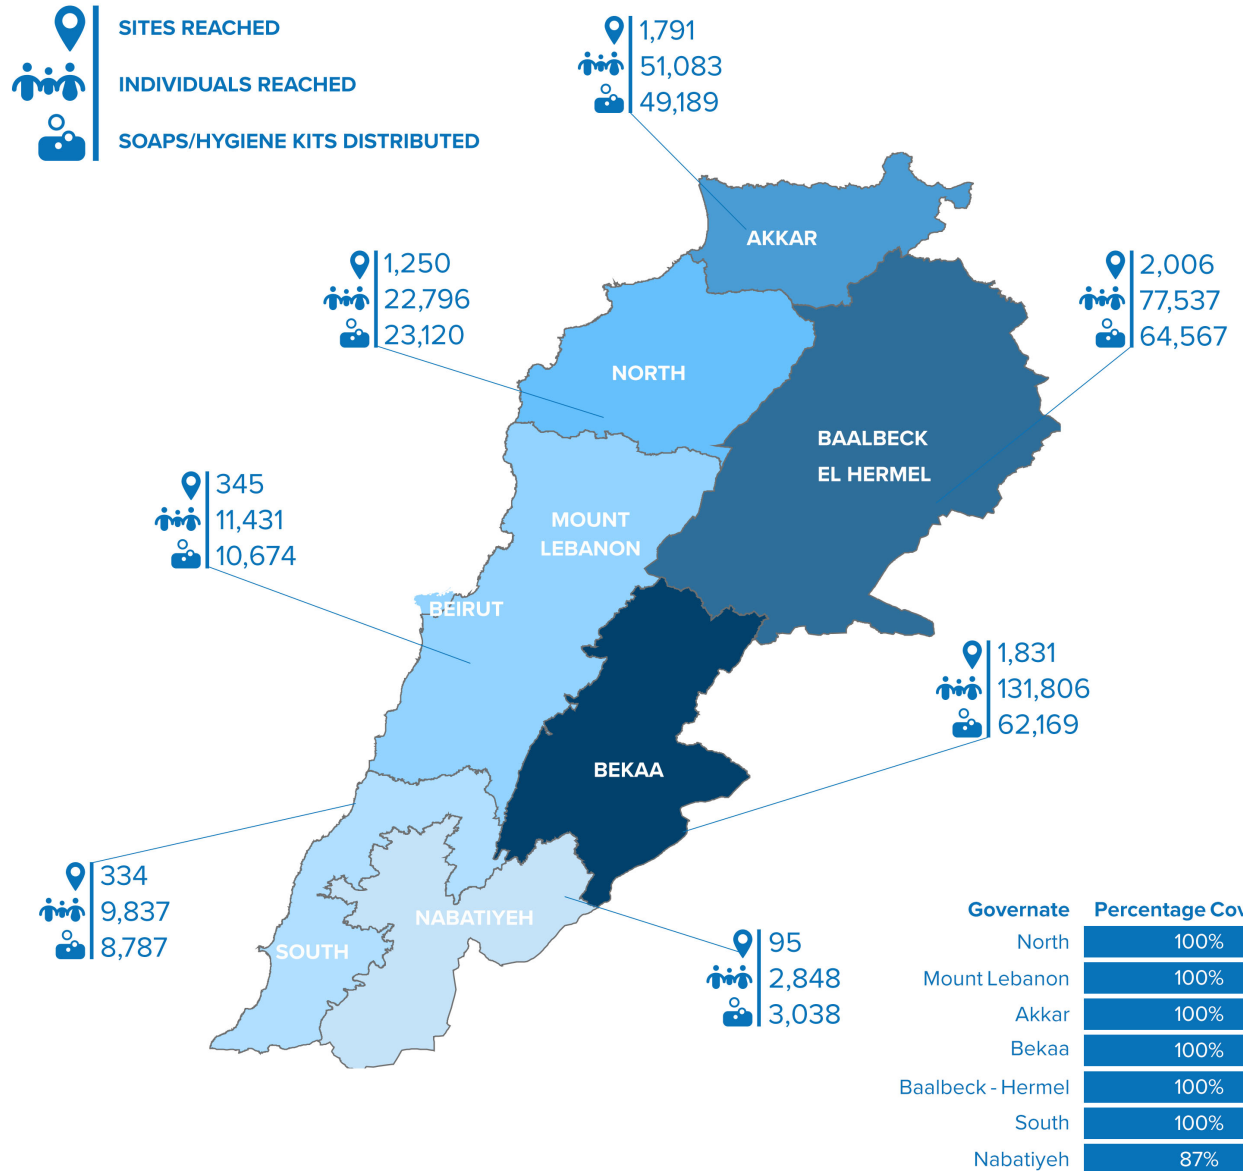 SITES REACHED
INDIVIDUALS REACHED
SOAPS/HYGIENE KITS DISTRIBUTED
1,791
51,083
49,189
AKKAR
1,250
22,796
23,120
2,006
77,537
64,567
NORTH
BAALBECK
EL HERMEL
345
11,431
10,674
MOUNT
LEBANON
BEIRUT
1,831
131,806
62,169
BEKAA
334
9,837
8,787
NABATIYEH
SOUTH
95
2,848
3,038
Governate Percentage Cov
North 100%
Mount Lebanon 100%
Akkar 100%
Bekaa 100%
Baalbeck - Hermel 100%
South 100%
Nabatiyeh 87%